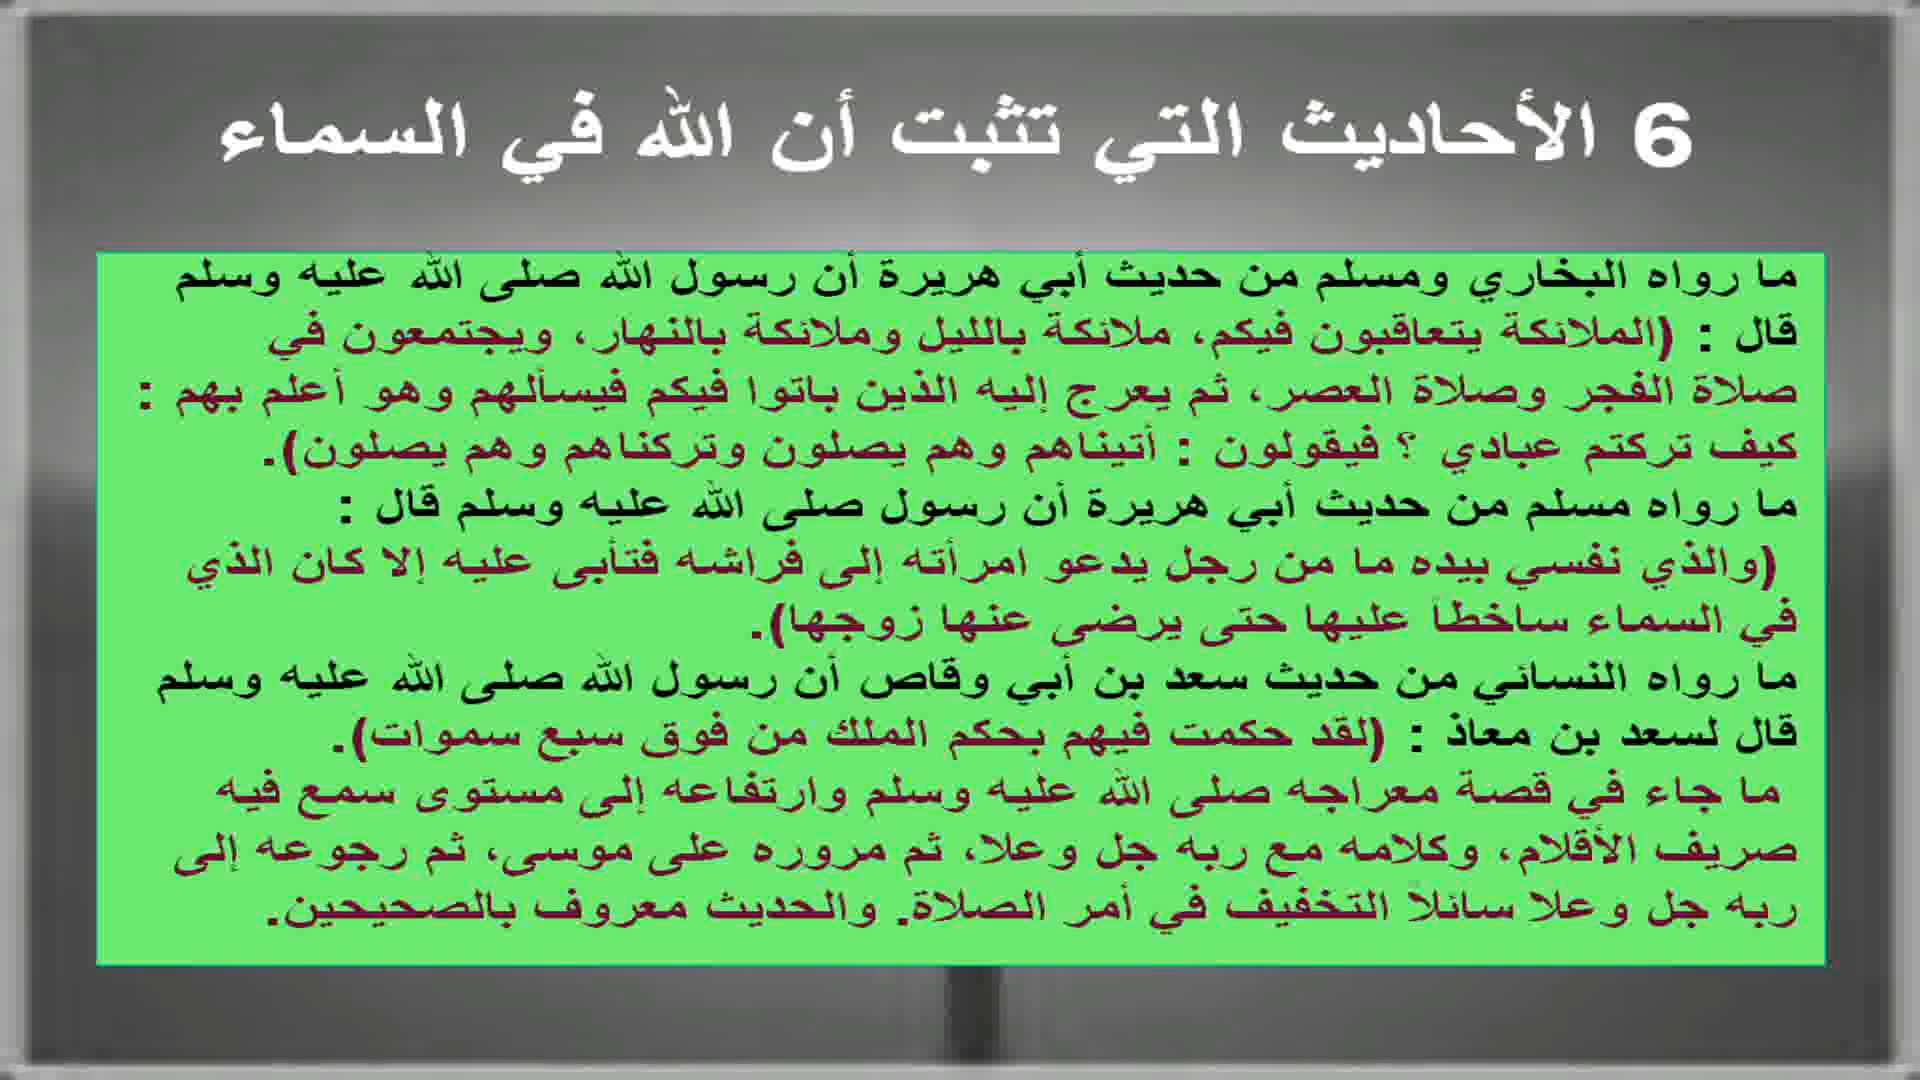 6 الأحاديث التي تثبت أن الله في السماء
ما رواه البخاري ومسلم من حديث أبي هريرة أن رسول الله صلى الله عليه وسلم
قال : (الملائكة يتعاقبون فيكم، ملائكة بالليل وملائكة بالنهار، ويجتمعون في
صلاة الفجر وصلاة العصر، ثم يعرج إليه الذين باتوا فيكم فيسألهم وهو أعلم بهم :
كيف تركتم عبادي ؟ فيقولون : أتيناهم وهم يصلون وتركناهم وهم يصلون).
ما رواه مسلم من حديث أبي هريرة أن رسول صلى الله عليه وسلم قال :
(والذي نفسي بيده ما من رجل يدعو امرأته إلى فراشه فتأبى عليه إلا كان الذي
في السماء ساخطاً عليها حتى يرضى عنها زوجها).
ما رواه النسائي من حديث سعد بن أبي وقاص أن رسول الله صلى الله عليه وسلم
قال لسعد بن معاذ : (لقد حكمت فيهم بحكم الملك من فوق سبع سموات).
ما جاء في قصة معراجه صلى الله عليه وسلم وارتفاعه إلى مستوى سمع فيه
صريف الأقلام، وكلامه مع ربه جل وعلا، ثم مروره على موسى، ثم رجوعه إلى
ربه جل وعلا سائلاً التخفيف في أمر الصلاة. والحديث معروف بالصحيحين.